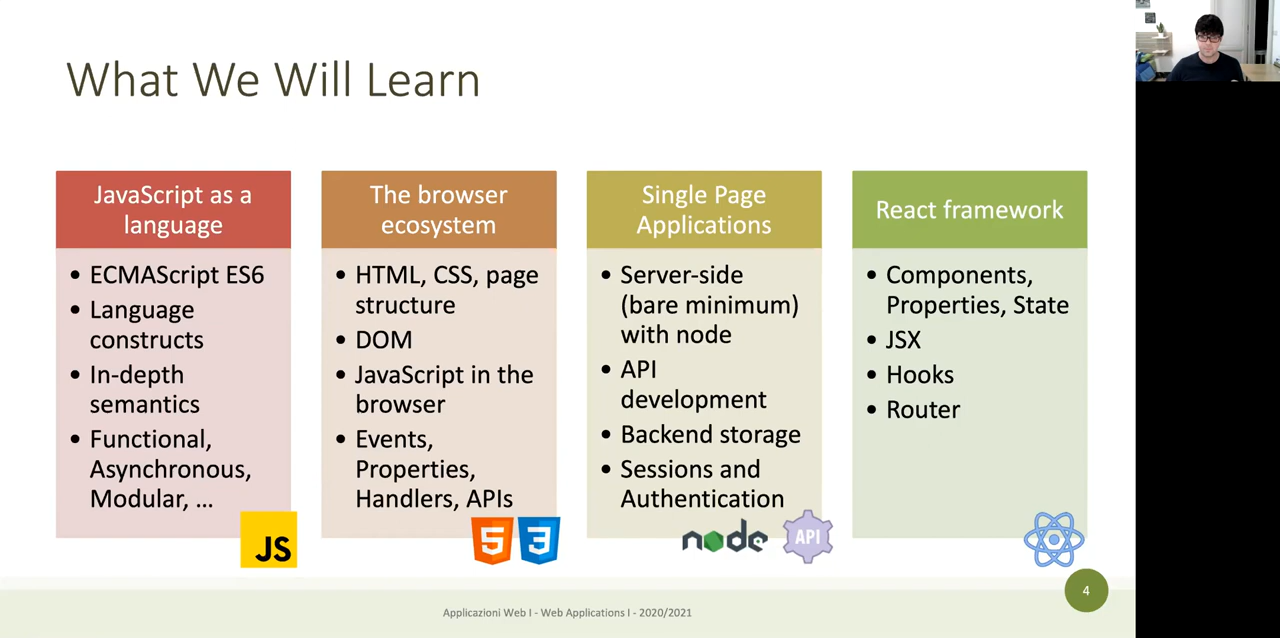 What We Will Learn
JavaScript as a
language
• ECMAScript ES6
• Language
constructs
• In-depth
semantics
• Functional,
Asynchronous,
Modular, ...
JS
The browser
ecosystem
• HTML, CSS, page
structure
• DOM
• JavaScript in the
browser
• Events,
Properties,
Handlers, APIs
5
3
Single Page
Applications
• Server-side
(bare minimum)
with node
• API
development
• Backend storage
• Sessions and
Authentication
node
API
React framework
• Components,
Properties, State
• JSX
• Hooks
• Router
Applicazioni Web I - Web Applications I - 2020/2021
4